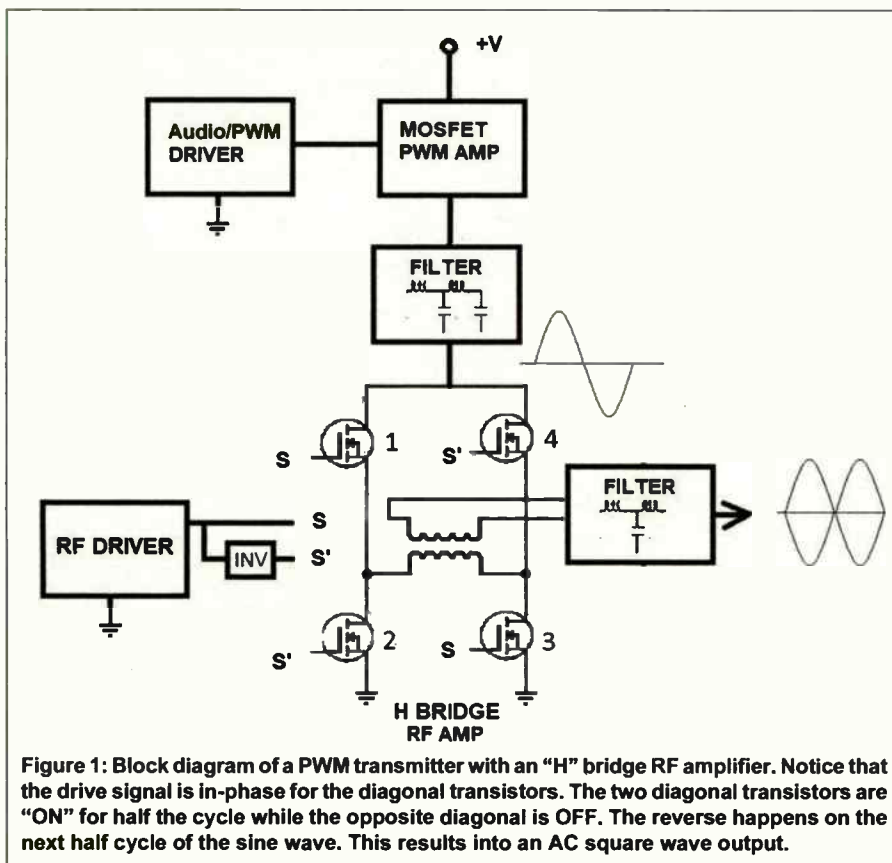 +V
Audio/PWM
DRIVER
MOSFET
PWM AMP
FILTER
1
4
S
S'
S
RF DRIVER
INV
S'
FILTER
2
3
S'
S
H BRIDGE
RF AMP
Figure 1: Block diagram of a PWM transmitter with an “H” bridge RF amplifier. Notice that
the drive signal is in-phase for the diagonal transistors. The two diagonal transistors are
“ON” for half the cycle while the opposite diagonal is OFF. The reverse happens on the
next half cycle of the sine wave. This results into an AC square wave output.